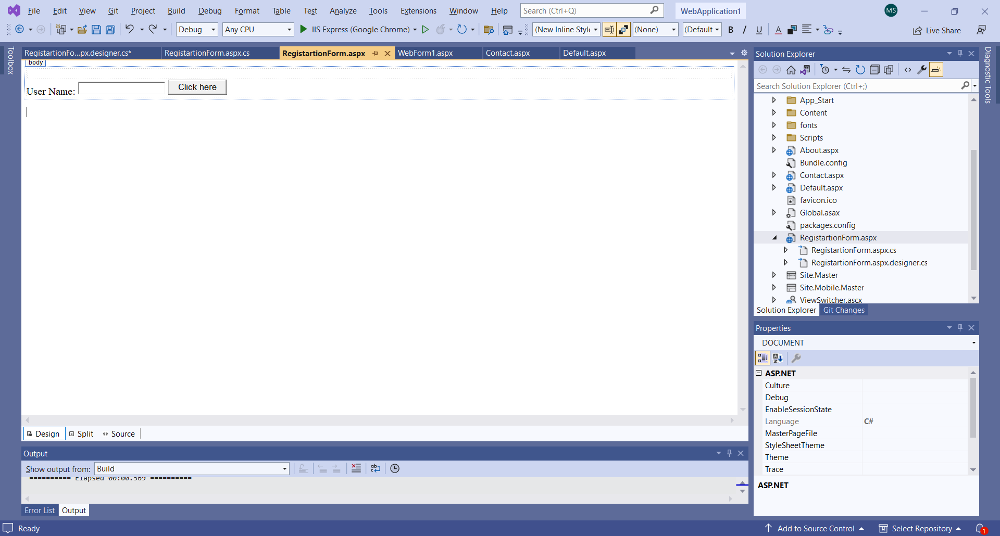 File Edit View Git Project Build Debug Format Table Test Analyze Tools Extensions Window Help Search (Ctrl+Q) WebApplication1 MS
Debug Any CPU IIS Express (Google Chrome) (New Inline Style (None) (Default B I U A Live Share
Toolbox
RegistartionFo...px.designer.cs* RegistartionForm.aspx.cs RegistartionForm.aspx WebForm1.aspx Contact.aspx Default.aspx
body
User Name: Click here
Design Split Source
Output
Show output from: Build
========== Elapsed 00:00.569 ==========
Error List Output
Solution Explorer
Search Solution Explorer (Ctrl+;)
App_Start
Content
fonts
Scripts
About.aspx
Bundle.config
Contact.aspx
Default.aspx
favicon.ico
Global.asax
packages.config
RegistartionForm.aspx
RegistartionForm.aspx.cs
RegistartionForm.aspx.designer.cs
Site.Master
Site.Mobile.Master
ViewSwitcher.ascx
Solution Explorer Git Changes
Properties
DOCUMENT
ASP.NET
Culture
Debug
EnableSessionState
Language C#
MasterPageFile
StyleSheetTheme
Theme
Trace
ASP.NET
Diagnostic Tools
Ready Add to Source Control Select Repository 1